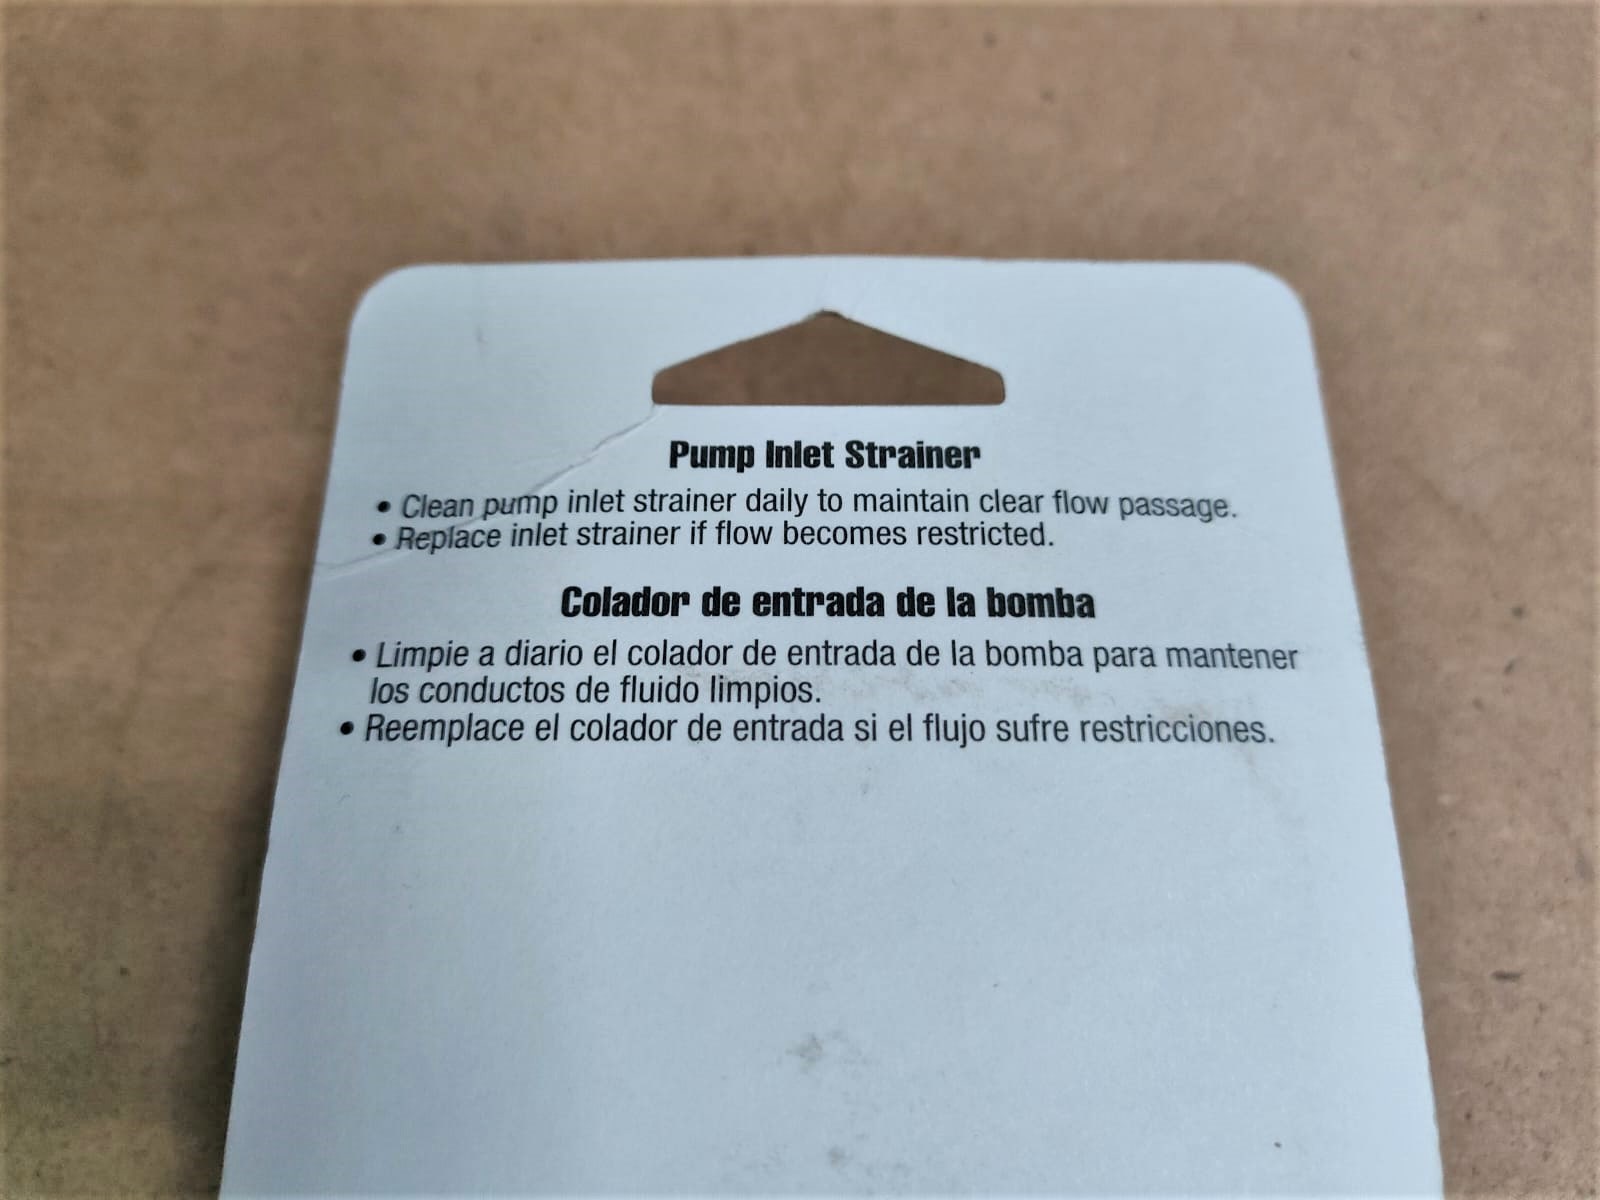 Pump Inlet Strainer
• Clean pump inlet strainer daily to maintain clear flow passage.
• Replace inlet strainer if flow becomes restricted.
Colador de entrada de la bomba
• Limpie a diario el colador de entrada de la bomba para mantener
los conductos de fluido limpios.
• Reemplace el colador de entrada si el flujo sufre restricciones.